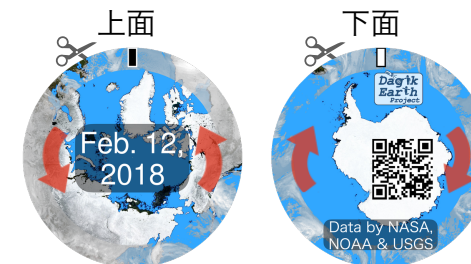 上面
下面
Feb. 12,
2018
Dagik
Earth
Project
Data by NASA,
NOAA & USGS